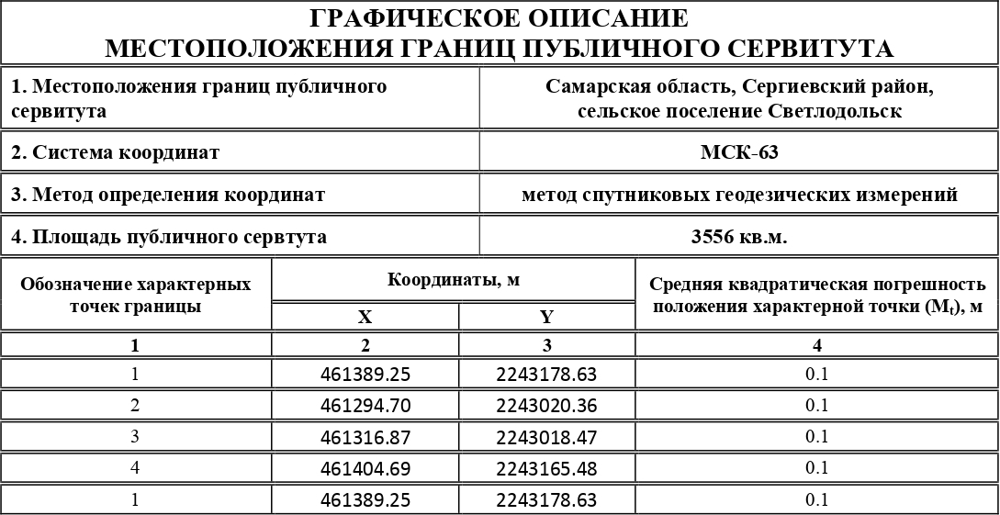 ГРАФИЧЕСКОЕ ОПИСАНИЕ
МЕСТОПОЛОЖЕНИЯ ГРАНИЦ ПУБЛИЧНОГО СЕРВИТУТА
1. Местоположения границ публичного сервитута
Самарская область, Сергиевский район,
сельское поселение Светлодольск
2. Система координат МСК-63
3. Метод определения координат метод спутниковых геодезических измерений
4. Площадь публичного сервтута 3556 кв.м.
Обозначение характерных точек границы
Координаты, м
Средняя квадратическая погрешность положения характерной точки (Mt), м
X Y
1 2 3 4
1 461389.25 2243178.63 0.1
2 461294.70 2243020.36 0.1
3 461316.87 2243018.47 0.1
4 461404.69 2243165.48 0.1
1 461389.25 2243178.63 0.1